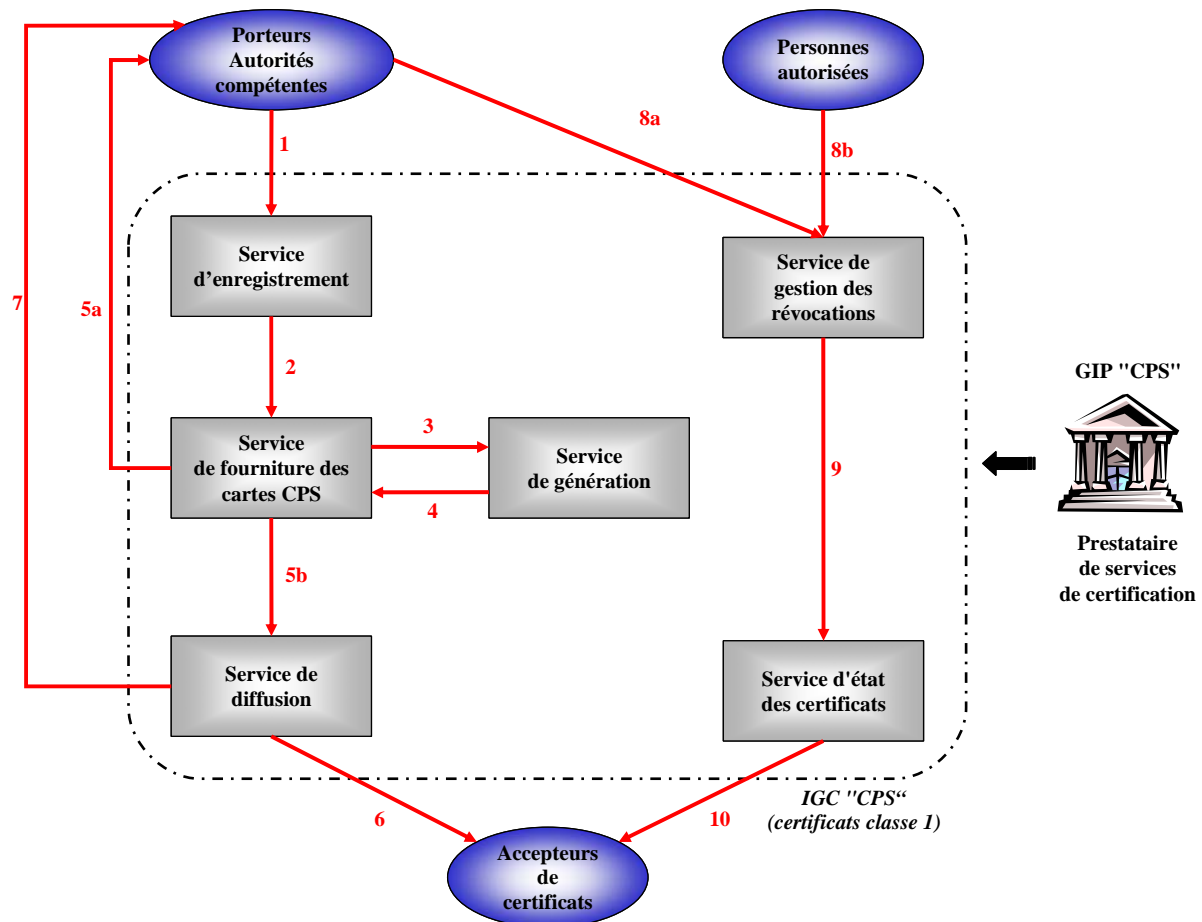 Porteurs
Autorités
compétentes
Personnes
autorisées
8a
1
8b
Service
d’enregistrement
Service de
gestion des
révocations
7
5a
2
GIP "CPS"
Service
de fourniture des
cartes CPS
3
4
Service
de génération
9
Prestataire
de services
de certification
5b
Service de
diffusion
Service d'état
des certificats
6
10
IGC "CPS“
(certificats classe 1)
Accepteurs
de
certificats